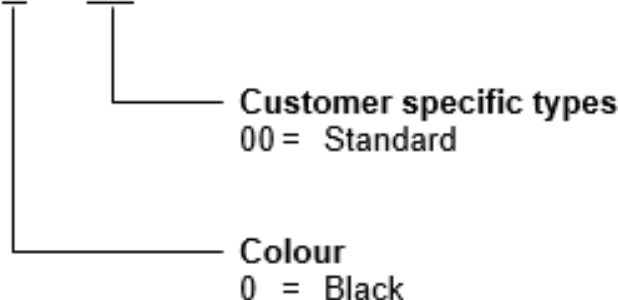 Customer specific types
00 = Standard
Colour
0 = Black